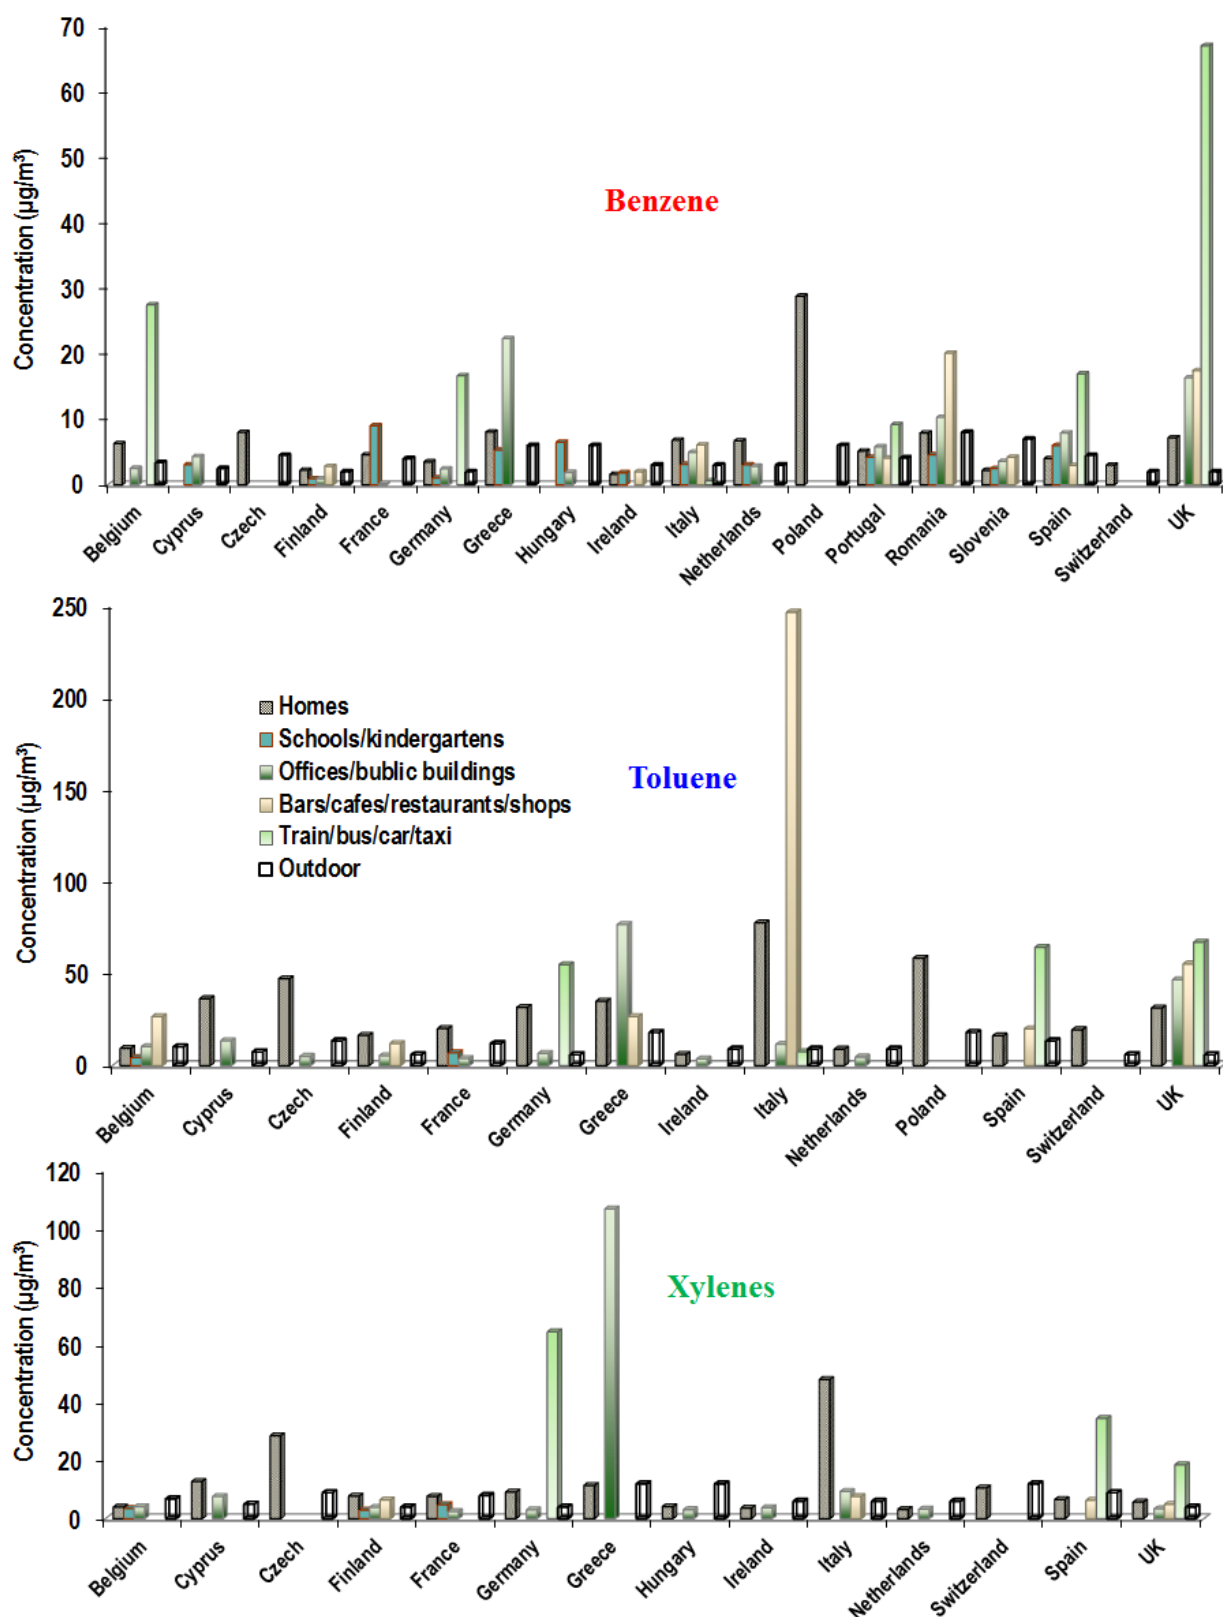 70
60
50
40
30
20
10
0
Concentration (µg/m³)
Benzene
Belgium
Cyprus
Czech
Finland
France
Germany
Greece
Hungary
Ireland
Italy
Netherlands
Poland
Portugal
Romania
Slovenia
Spain
Switzerland
UK
250
200
150
100
50
0
Concentration (µg/m³)
Homes
Schools/kindergartens
Offices/bublic buildings
Bars/cafes/restaurants/shops
Train/bus/car/taxi
Outdoor
Toluene
Belgium
Cyprus
Czech
Finland
France
Germany
Greece
Ireland
Italy
Netherlands
Poland
Spain
Switzerland
UK
120
100
80
60
40
20
0
Concentration (µg/m³)
Xylenes
Belgium
Cyprus
Czech
Finland
France
Germany
Greece
Hungary
Ireland
Italy
Netherlands
Switzerland
Spain
UK